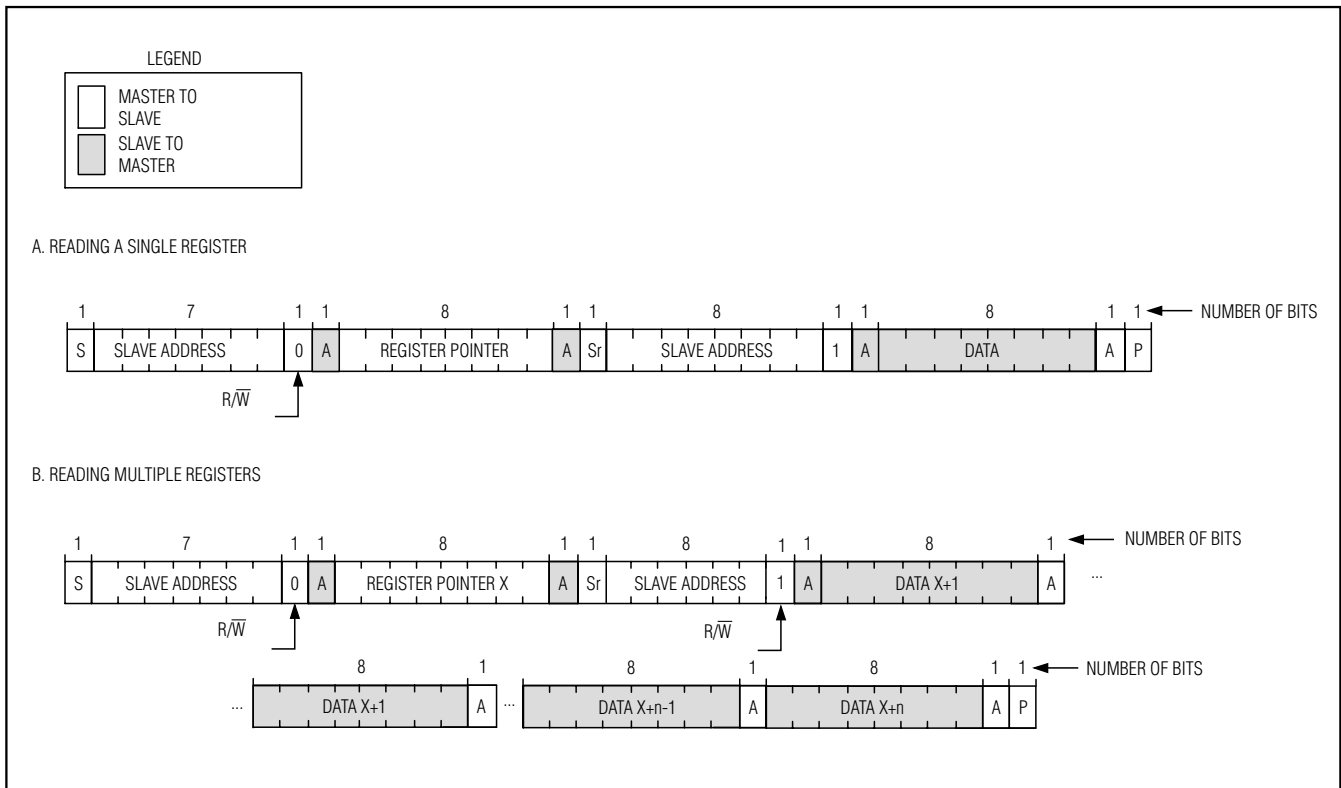 LEGEND
MASTER TO
SLAVE
SLAVE TO
MASTER
A. READING A SINGLE REGISTER
1 7 1 1 8 1 1 8 1 1 8 1 1 NUMBER OF BITS
S SLAVE ADDRESS 0 A REGISTER POINTER A Sr SLAVE ADDRESS 1 A DATA A P
R/W̅
B. READING MULTIPLE REGISTERS
1 7 1 1 8 1 1 8 1 1 8 1 NUMBER OF BITS
S SLAVE ADDRESS 0 A REGISTER POINTER X A Sr SLAVE ADDRESS 1 A DATA X+1 A ...
R/W̅ R/W̅
8 1 8 1 8 1 1 NUMBER OF BITS
... DATA X+1 A ... DATA X+n-1 A DATA X+n A P